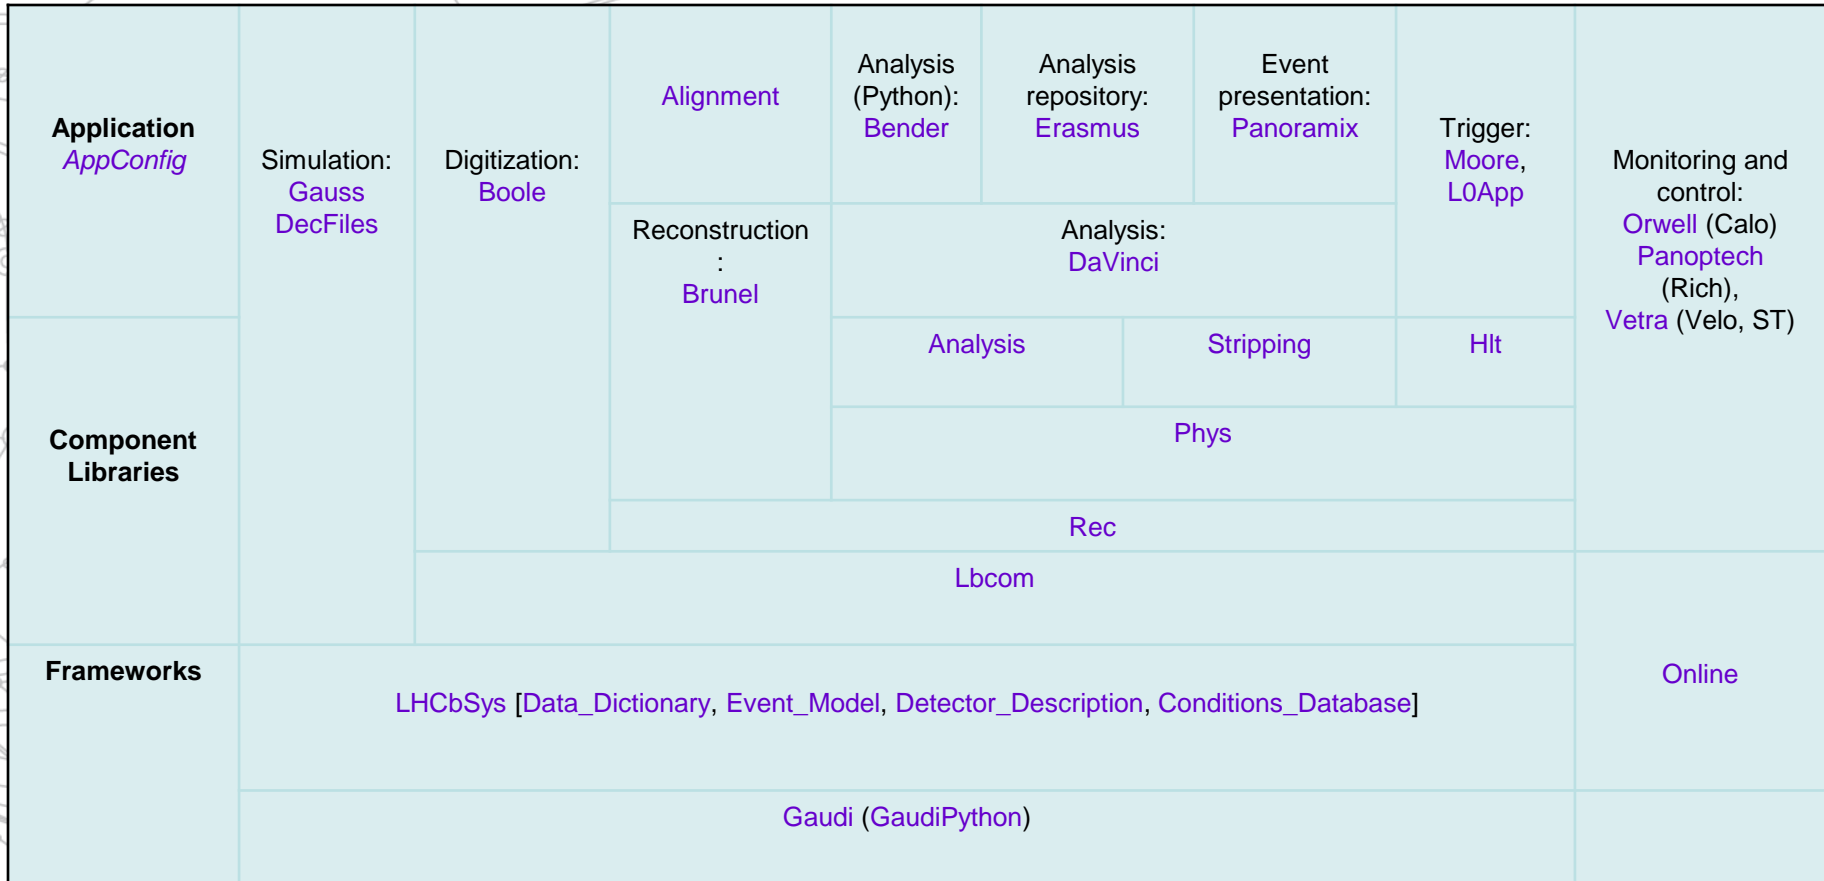 Application
AppConfig
Simulation:
Gauss
DecFiles
Digitization:
Boole
Alignment
Analysis
(Python):
Bender
Analysis
repository:
Erasmus
Event
presentation:
Panoramix
Trigger:
Moore,
L0App
Monitoring and
control:
Orwell (Calo)
Panoptech
(Rich),
Vetra (Velo, ST)
Reconstruction
:
Brunel
Analysis:
DaVinci
Component
Libraries
Analysis
Stripping
Hlt
Phys
Rec
Lbcom
Frameworks
LHCbSys [Data_Dictionary, Event_Model, Detector_Description, Conditions_Database]
Online
Gaudi (GaudiPython)